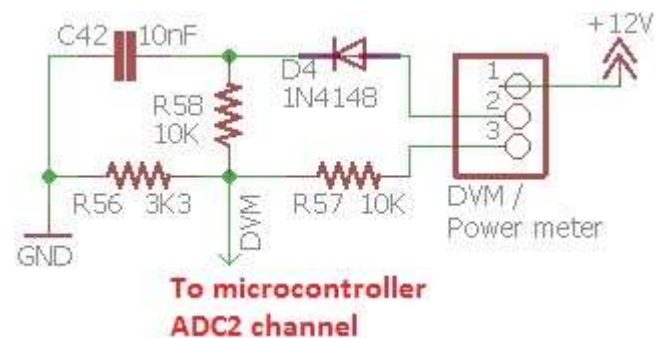 +12V
C42 10nF
D4
1N4148
1
2
3
R58
10K
R56 3K3
R57 10K
DVM
DVM /
Power meter
GND
To microcontroller
ADC2 channel